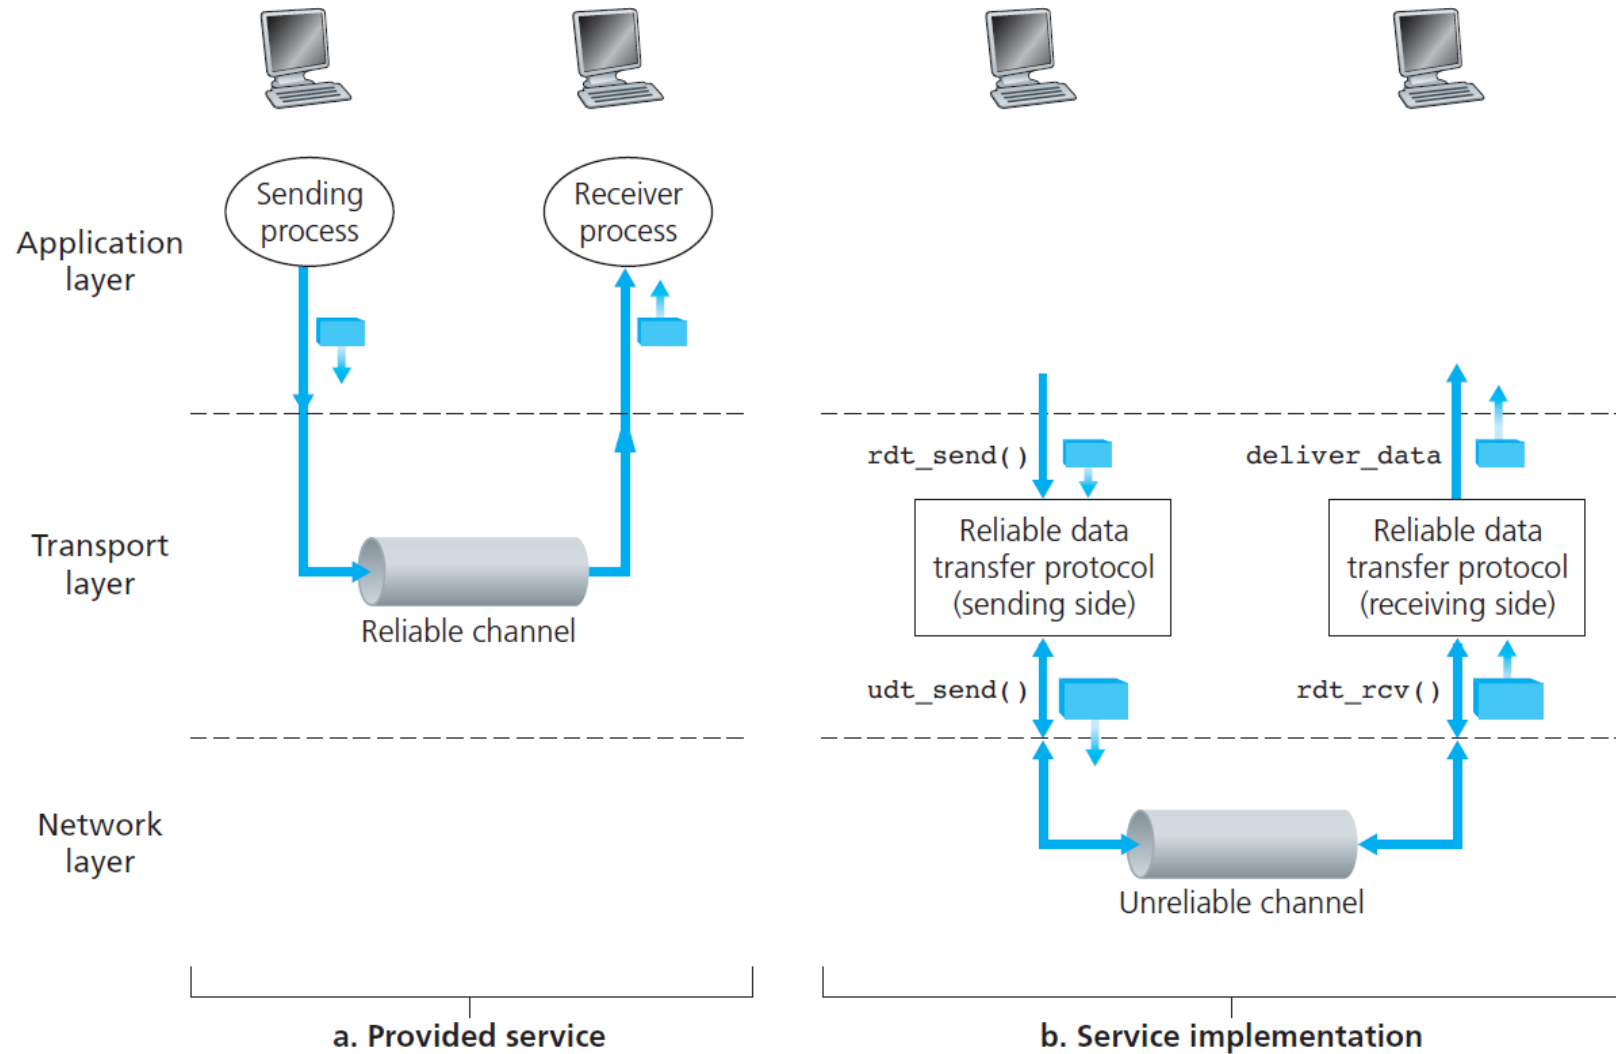 Sending
process
Receiver
process
Application
layer
rdt_send()
deliver_data
Reliable data
transfer protocol
(sending side)
Reliable data
transfer protocol
(receiving side)
Transport
layer
Reliable channel
udt_send()
rdt_rcv()
Network
layer
Unreliable channel
a. Provided service
b. Service implementation